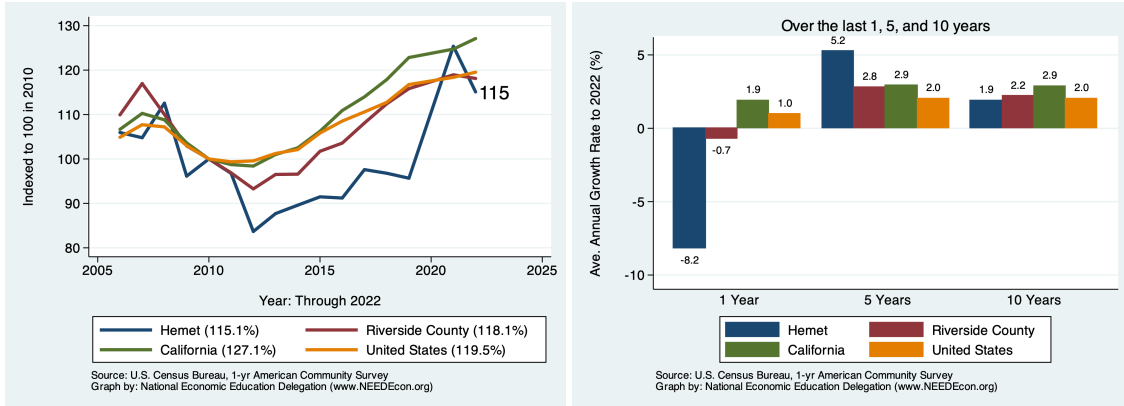 Indexed to 100 in 2010
130
120
110
100
90
80
115
2005
2010
2015
2020
2025
Year: Through 2022
Hemet (115.1%)
Riverside County (118.1%)
California (127.1%)
United States (119.5%)
Source: U.S. Census Bureau, 1-yr American Community Survey
Graph by: National Economic Education Delegation (www.NEEDEcon.org)
Over the last 1, 5, and 10 years
Ave. Annual Growth Rate to 2022 (%)
5
0
-5
-10
-8.2
-0.7
1.9
1.0
5.2
2.8
2.9
2.0
1.9
2.2
2.9
2.0
1 Year
5 Years
10 Years
Hemet
Riverside County
California
United States
Source: U.S. Census Bureau, 1-yr American Community Survey
Graph by: National Economic Education Delegation (www.NEEDEcon.org)